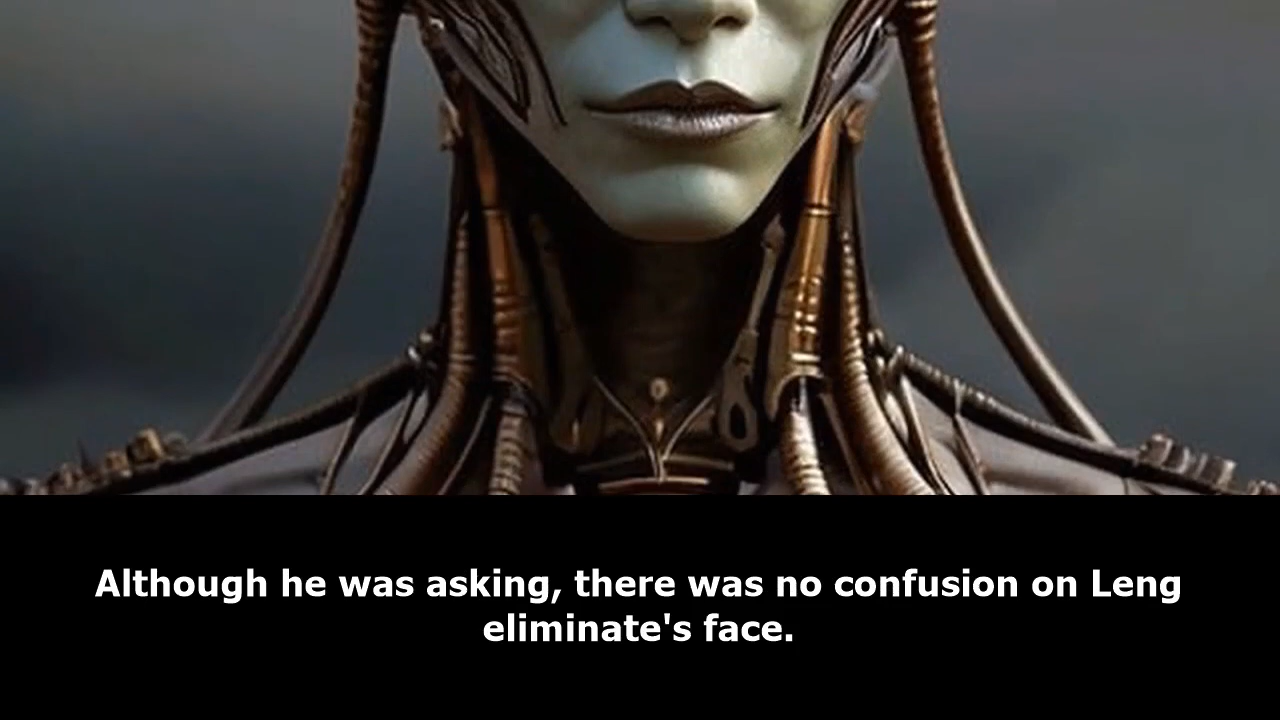 Although he was asking, there was no confusion on Leng
eliminate's face.